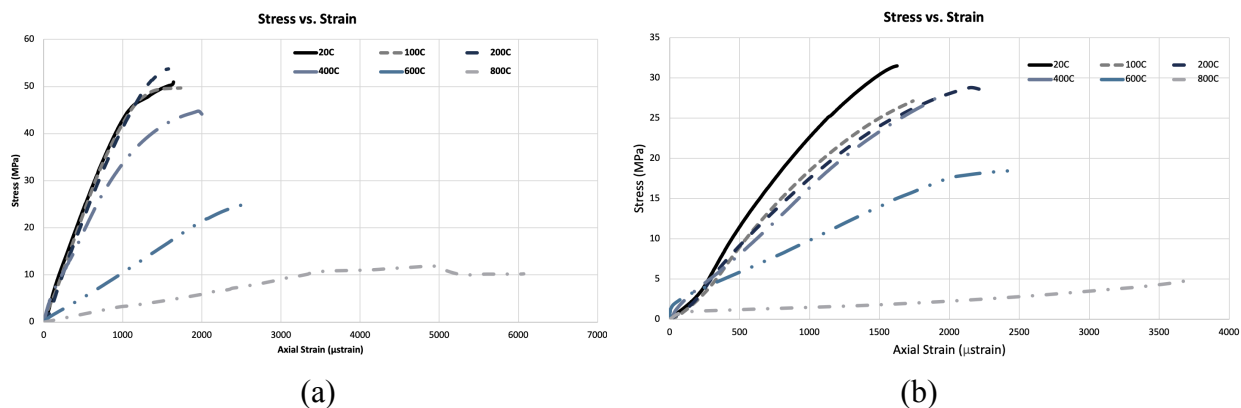 Stress vs. Strain
60
50
40
30
20
10
0
Stress (MPa)
20C 100C 200C
400C 600C 800C
0 1000 2000 3000 4000 5000 6000 7000
Axial Strain (µstrain)
(a)
Stress vs. Strain
35
30
25
20
15
10
5
0
Stress (MPa)
20C 100C 200C
400C 600C 800C
0 500 1000 1500 2000 2500 3000 3500 4000
Axial Strain (µstrain)
(b)